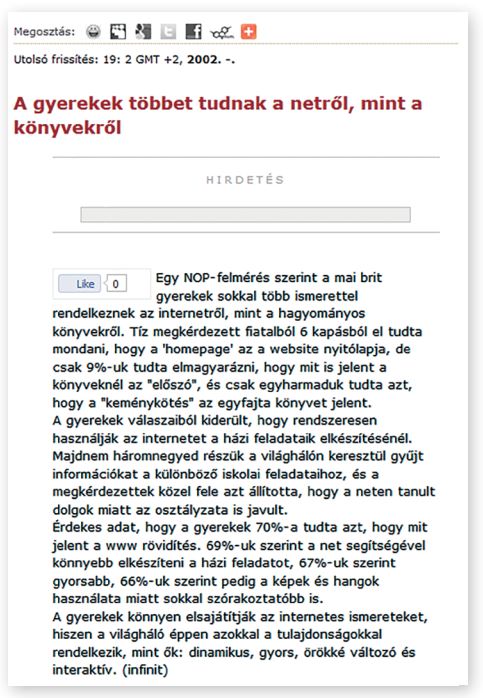 Megosztás:
Utolsó frissítés: 19: 2 GMT +2, 2002. -.
A gyerekek többet tudnak a netről, mint a
könyvekről
HIRDETÉS
Like 0
Egy NOP-felmérés szerint a mai brit
gyerekek sokkal több ismerettel
rendelkeznek az internetről, mint a hagyományos
könyvekről. Tíz megkérdezett fiatalból 6 kapásból el tudta
mondani, hogy a 'homepage' az a website nyitólapja, de
csak 9%-uk tudta elmagyarázni, hogy mit is jelent a
könyveknél az "előszó", és csak egyharmaduk tudta azt,
hogy a "keménykötés" az egyfajta könyvet jelent.
A gyerekek válaszaiból kiderült, hogy rendszeresen
használják az internetet a házi feladataik elkészítésénél.
Majdnem háromnegyed részük a világhálón keresztül gyűjt
információkat a különböző iskolai feladataihoz, és a
megkérdezettek közel fele azt állította, hogy a neten tanult
dolgok miatt az osztályzata is javult.
Érdekes adat, hogy a gyerekek 70%-a tudta azt, hogy mit
jelent a www rövidítés. 69%-uk szerint a net segítségével
könnyebb elkészíteni a házi feladatot, 67%-uk szerint
gyorsabb, 66%-uk szerint pedig a képek és hangok
használata miatt sokkal szórakoztatóbb is.
A gyerekek könnyen elsajátítják az internetes ismereteket,
hiszen a világháló éppen azokkal a tulajdonságokkal
rendelkezik, mint ők: dinamikus, gyors, örökké változó és
interaktív. (infinit)